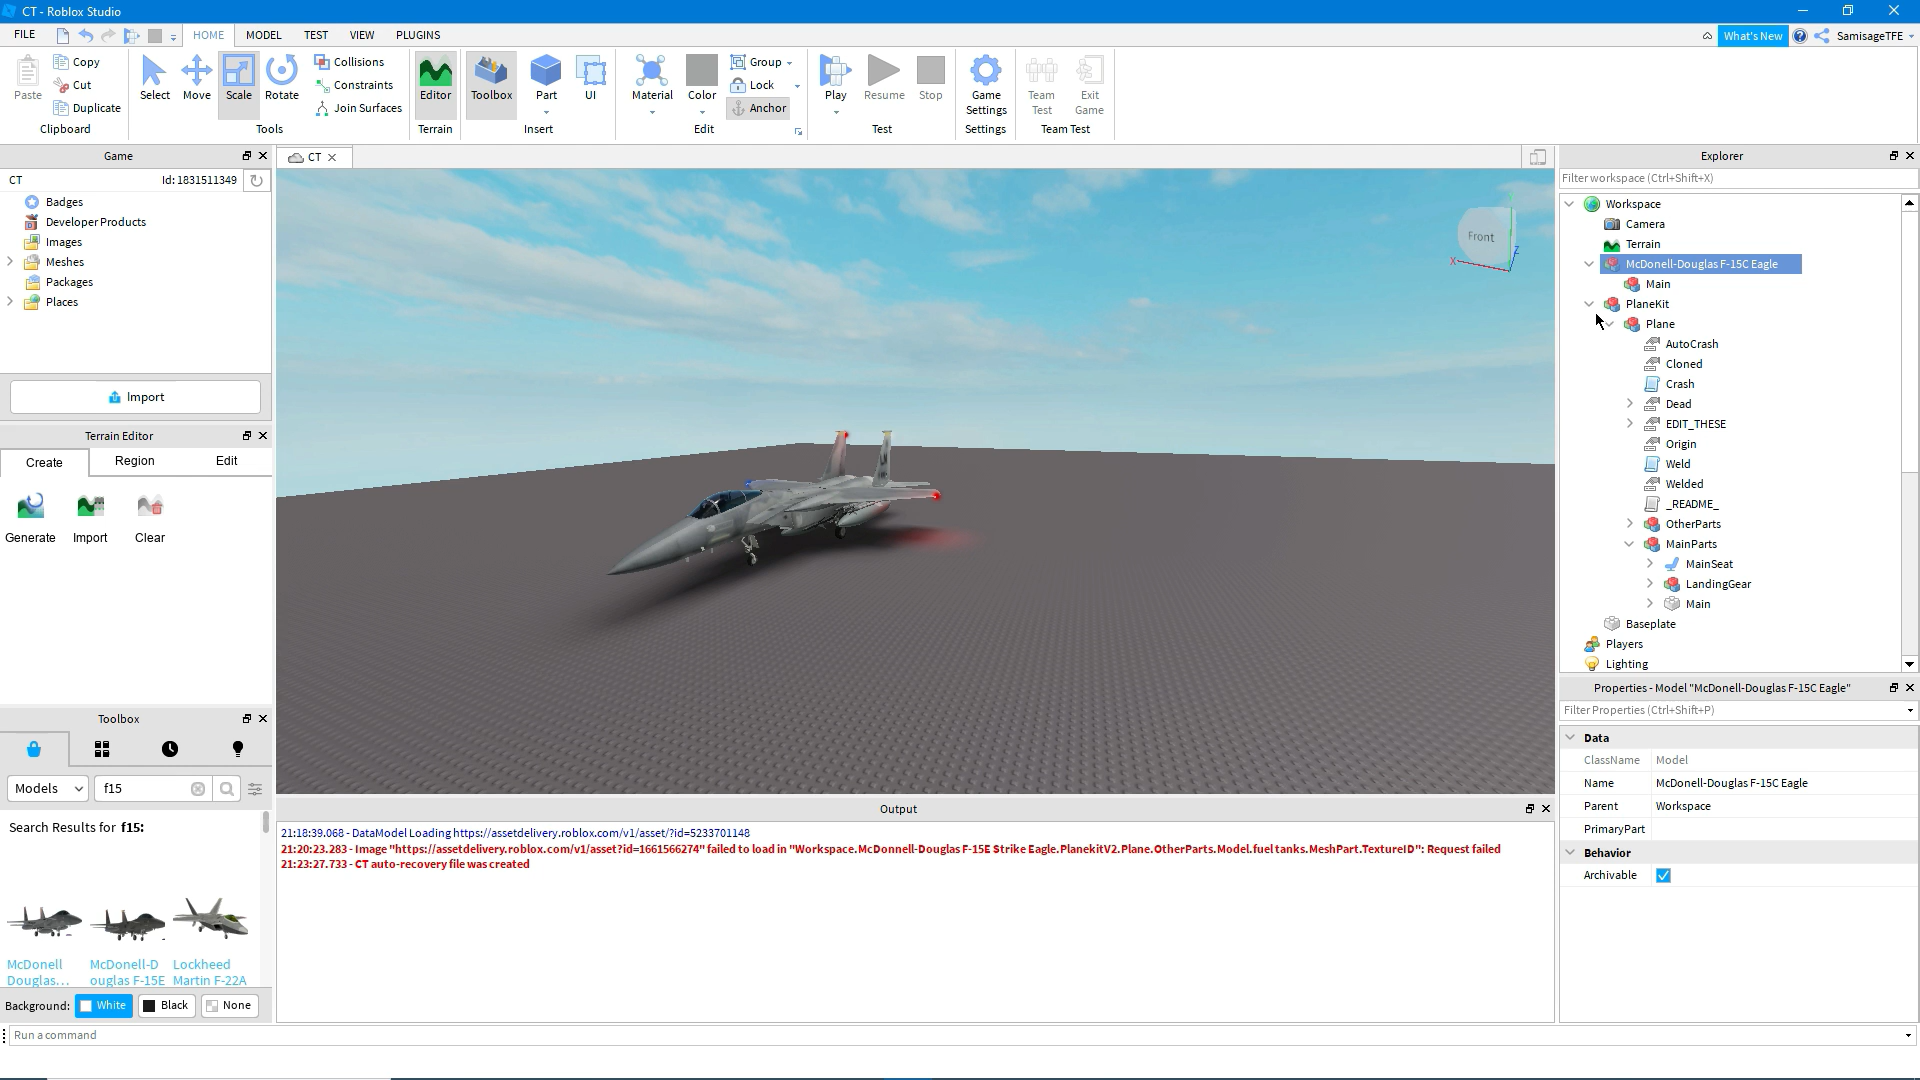 CT - Roblox Studio
FILE
HOME
MODEL
TEST
VIEW
PLUGINS
What's New
SamisageTFE
Paste
Copy
Cut
Duplicate
Clipboard
Select
Move
Scale
Rotate
Collisions
Constraints
Join Surfaces
Tools
Editor
Terrain
Toolbox
Part
UI
Insert
Material
Color
Group
Lock
Anchor
Edit
Play
Resume
Stop
Test
Game
Settings
Settings
Team
Test
Exit
Game
Team Test
Game
CT
Id: 1831511349
Badges
Developer Products
Images
Meshes
Packages
Places
Import
Terrain Editor
Create
Region
Edit
Generate
Import
Clear
Toolbox
Models
f15
Search Results for f15:
McDonell
Douglas...
McDonell-D
ouglas F-15E
Lockheed
Martin F-22A
Background:
White
Black
None
Run a command
CT
Front
X
Z
Output
21:18:39.068 - DataModel Loading https://assetdelivery.roblox.com/v1/asset/?id=5233701148
21:20:23.283 - Image "https://assetdelivery.roblox.com/v1/asset?id=1661566274" failed to load in "Workspace.McDonnell-Douglas F-15E Strike Eagle.PlanekitV2.Plane.OtherParts.Model.fuel tanks.MeshPart.TextureID": Request failed
21:23:27.733 - CT auto-recovery file was created
Explorer
Filter workspace (Ctrl+Shift+X)
Workspace
Camera
Terrain
McDonell-Douglas F-15C Eagle
Main
PlaneKit
Plane
AutoCrash
Cloned
Crash
Dead
EDIT_THESE
Origin
Weld
Welded
_README_
OtherParts
MainParts
MainSeat
LandingGear
Main
Baseplate
Players
Lighting
Properties - Model "McDonell-Douglas F-15C Eagle"
Filter Properties (Ctrl+Shift+P)
Data
ClassName
Model
Name
McDonell-Douglas F-15C Eagle
Parent
Workspace
PrimaryPart
Behavior
Archivable